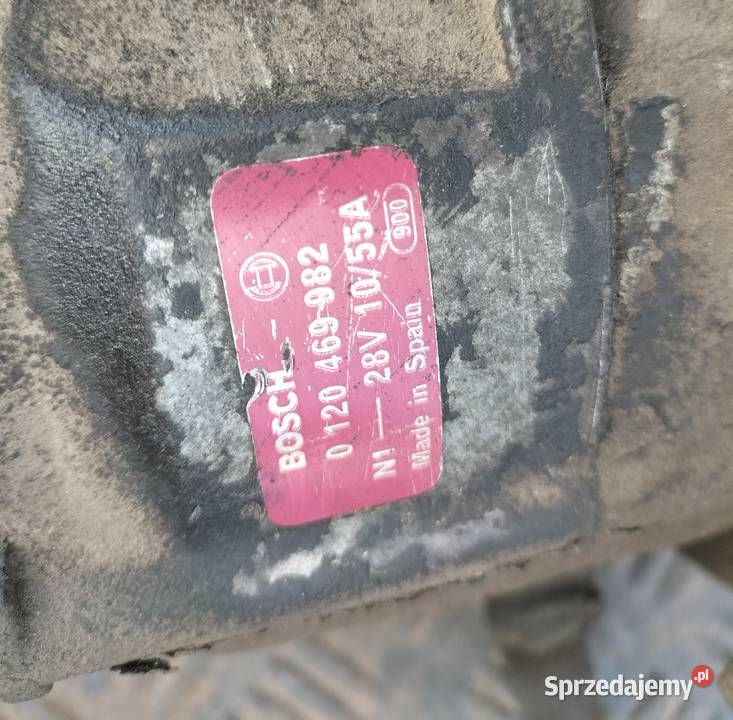 BOSCH
0 120 469 982
N1 — 28V 10/55A
Made in Spain
900
Sprzedajemy.pl